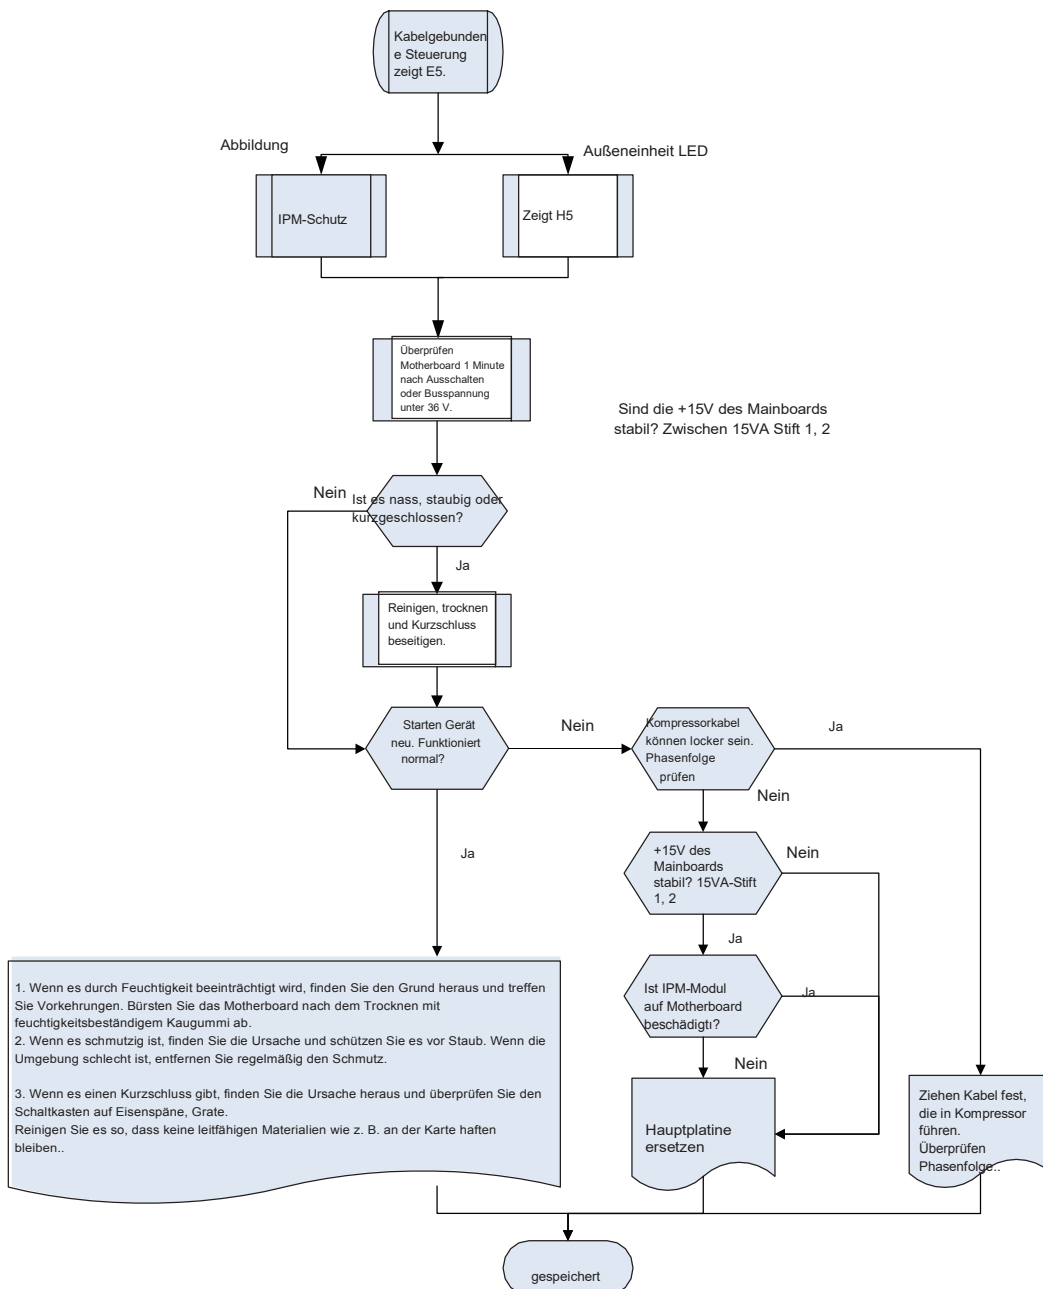 Kabelgebunden
e Steuerung
zeigt E5.
Abbildung
Außeneinheit LED
IPM-Schutz
Zeigt H5
Überprüfen
Motherboard 1 Minute
nach Ausschalten
oder Busspannung
unter 36 V.
Sind die +15V des Mainboards
stabil? Zwischen 15VA Stift 1, 2
Nein
Ist es nass, staubig oder
kurzgeschlossen?
Ja
Reinigen, trocknen
und Kurzschluss
beseitigen.
Starten Gerät
neu. Funktioniert
normal?
Nein
Kompressorkabel
können locker sein.
Phasenfolge
prüfen
Ja
Nein
Ja
+15V des
Mainboards
stabil? 15VA-Stift
1, 2
Nein
Ja
Ist IPM-Modul
auf Motherboard
beschädigt?
Ja
Nein
1. Wenn es durch Feuchtigkeit beeinträchtigt wird, finden Sie den Grund heraus und treffen
Sie Vorkehrungen. Bürsten Sie das Motherboard nach dem Trocknen mit
feuchtigkeitsbeständigem Kaugummi ab.
2. Wenn es schmutzig ist, finden Sie die Ursache und schützen Sie es vor Staub. Wenn die
Umgebung schlecht ist, entfernen Sie regelmäßig den Schmutz.
3. Wenn es einen Kurzschluss gibt, finden Sie die Ursache heraus und überprüfen Sie den
Schaltkasten auf Eisenspäne, Grate.
Reinigen Sie es so, dass keine leitfähigen Materialien wie z. B. an der Karte haften
bleiben..
Hauptplatine
ersetzen
Ziehen Kabel fest,
die in Kompressor
führen.
Überprüfen
Phasenfolge..
gespeichert